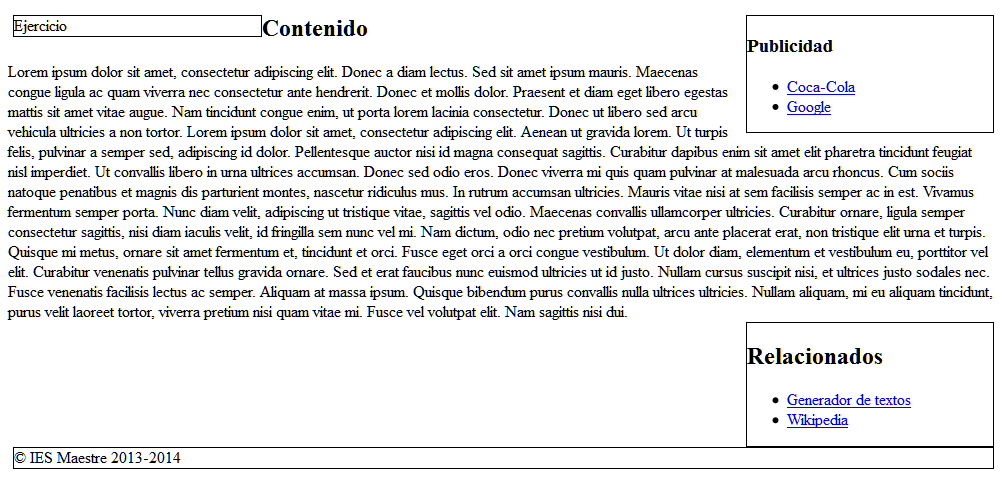 Ejercicio
Contenido
Publicidad
Coca-Cola
Google
Lorem ipsum dolor sit amet, consectetur adipiscing elit. Donec a diam lectus. Sed sit amet ipsum mauris. Maecenas
congue ligula ac quam viverra nec consectetur ante hendrerit. Donec et mollis dolor. Praesent et diam eget libero egestas
mattis sit amet vitae augue. Nam tincidunt congue enim, ut porta lorem lacinia consectetur. Donec ut libero sed arcu
vehicula ultricies a non tortor. Lorem ipsum dolor sit amet, consectetur adipiscing elit. Aenean ut gravida lorem. Ut turpis
felis, pulvinar a semper sed, adipiscing id dolor. Pellentesque auctor nisi id magna consequat sagittis. Curabitur dapibus enim sit amet elit pharetra tincidunt feugiat
nisl imperdiet. Ut convallis libero in urna ultrices accumsan. Donec sed odio eros. Donec viverra mi quis quam pulvinar at malesuada arcu rhoncus. Cum sociis
natoque penatibus et magnis dis parturient montes, nascetur ridiculus mus. In rutrum accumsan ultricies. Mauris vitae nisi at sem facilisis semper ac in est. Vivamus
fermentum semper porta. Nunc diam velit, adipiscing ut tristique vitae, sagittis vel odio. Maecenas convallis ullamcorper ultricies. Curabitur ornare, ligula semper
consectetur sagittis, nisi diam iaculis velit, id fringilla sem nunc vel mi. Nam dictum, odio nec pretium volutpat, arcu ante placerat erat, non tristique elit urna et turpis.
Quisque mi metus, ornare sit amet fermentum et, tincidunt et orci. Fusce eget orci a orci congue vestibulum. Ut dolor diam, elementum et vestibulum eu, porttitor vel
elit. Curabitur venenatis pulvinar tellus gravida ornare. Sed et erat faucibus nunc euismod ultricies ut id justo. Nullam cursus suscipit nisi, et ultrices justo sodales nec.
Fusce venenatis facilisis lectus ac semper. Aliquam at massa ipsum. Quisque bibendum purus convallis nulla ultrices ultricies. Nullam aliquam, mi eu aliquam tincidunt,
purus velit laoreet tortor, viverra pretium nisi quam vitae mi. Fusce vel volutpat elit. Nam sagittis nisi dui.
Relacionados
Generador de textos
Wikipedia
© IES Maestre 2013-2014